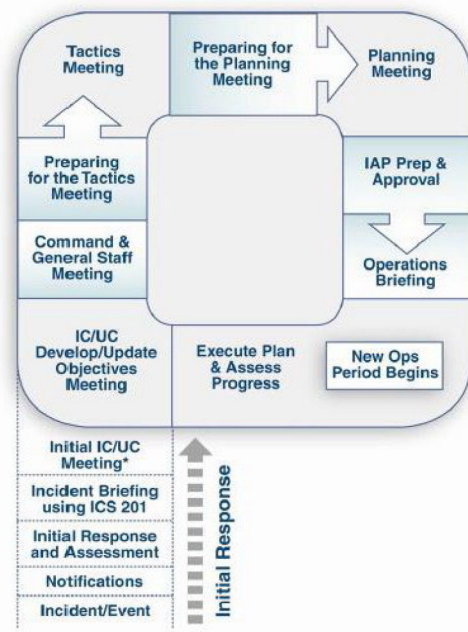 Tactics
Meeting
Preparing for
the Planning
Meeting
Planning
Meeting
Preparing
for the Tactics
Meeting
IAP Prep &
Approval
Command &
General Staff
Meeting
Operations
Briefing
IC/UC
Develop/Update
Objectives
Meeting
Execute Plan
& Assess
Progress
New Ops
Period Begins
Initial IC/UC
Meeting*
Incident Briefing
using ICS 201
Initial Response
and Assessment
Notifications
Incident/Event
Initial Response